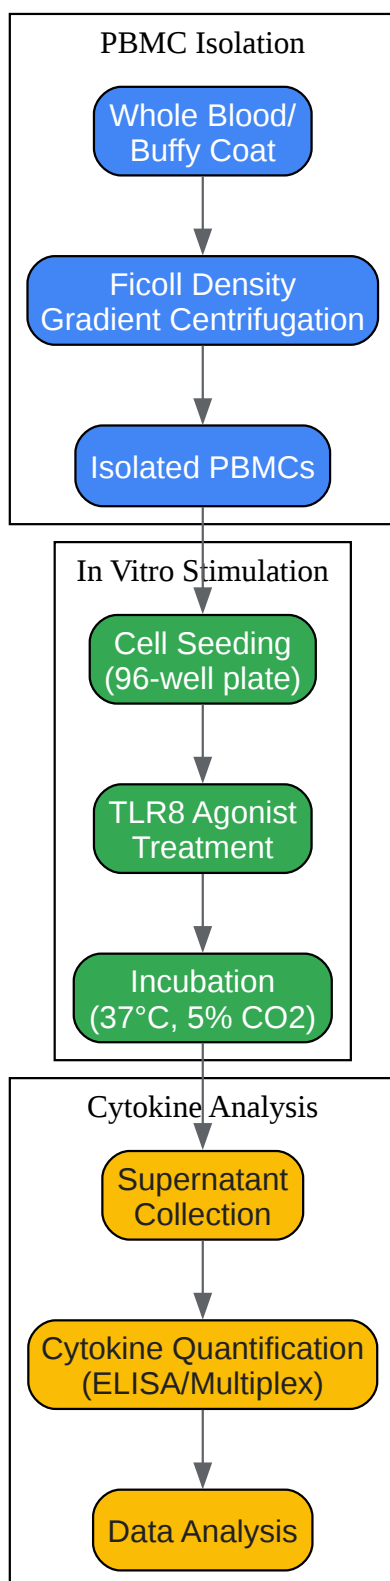 PBMC Isolation
Whole Blood/
Buffy Coat
Ficoll Density
Gradient Centrifugation
Isolated PBMCs
In Vitro Stimulation
Cell Seeding
(96-well plate)
TLR8 Agonist
Treatment
Incubation
(37°C, 5% CO2)
Cytokine Analysis
Supernatant
Collection
Cytokine Quantification
(ELISA/Multiplex)
Data Analysis